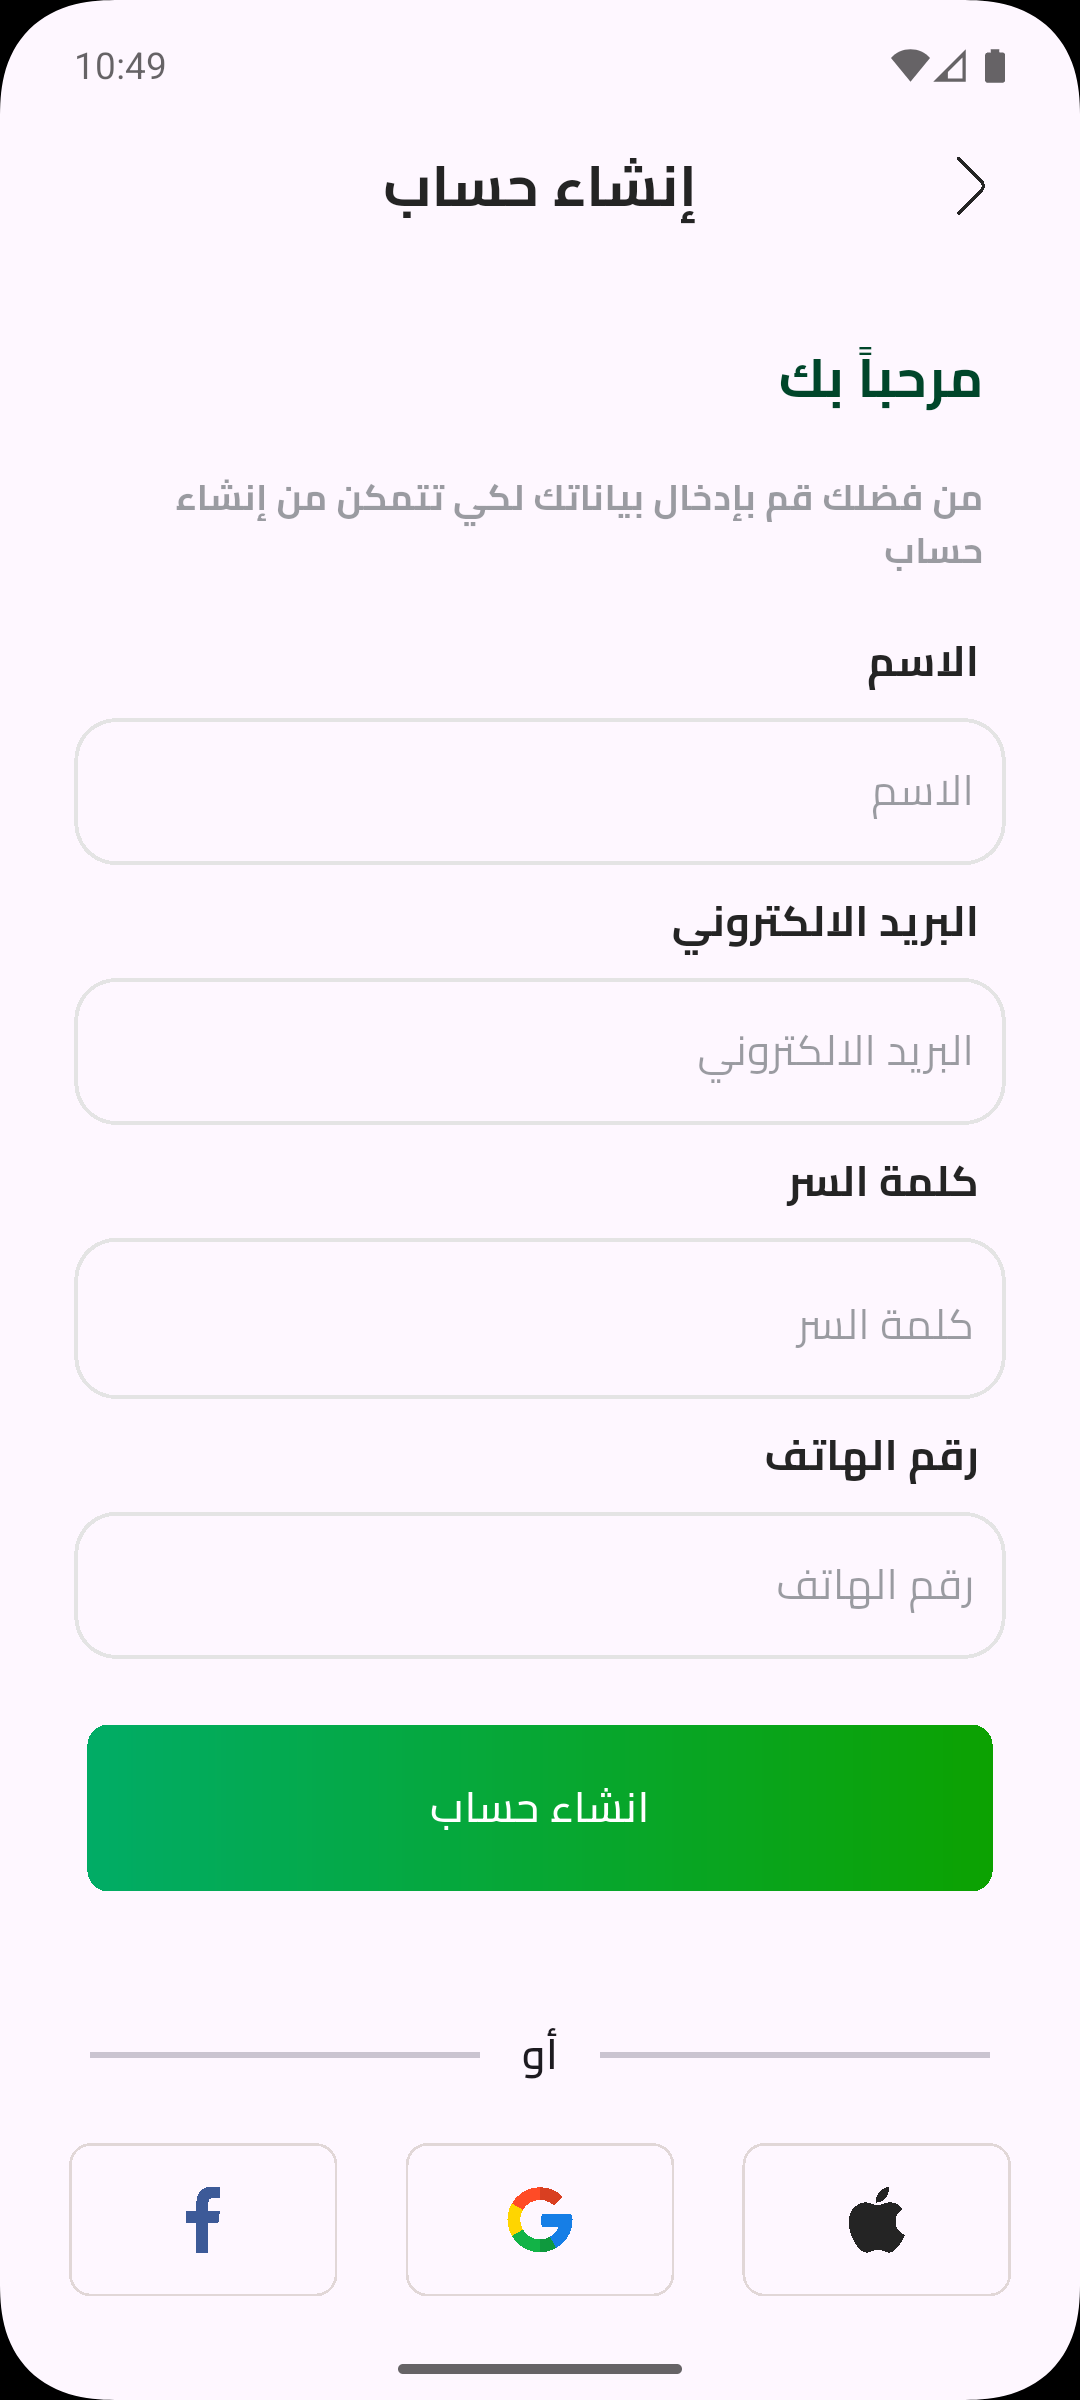 10:49
إنشاء حساب
مرحباً بك
من فضلك قم بإدخال بياناتك لكي تتمكن من إنشاء
حساب
الاسم
الاسم
البريد الالكتروني
البريد الالكتروني
كلمة السر
كلمة السر
رقم الهاتف
رقم الهاتف
انشاء حساب
أو